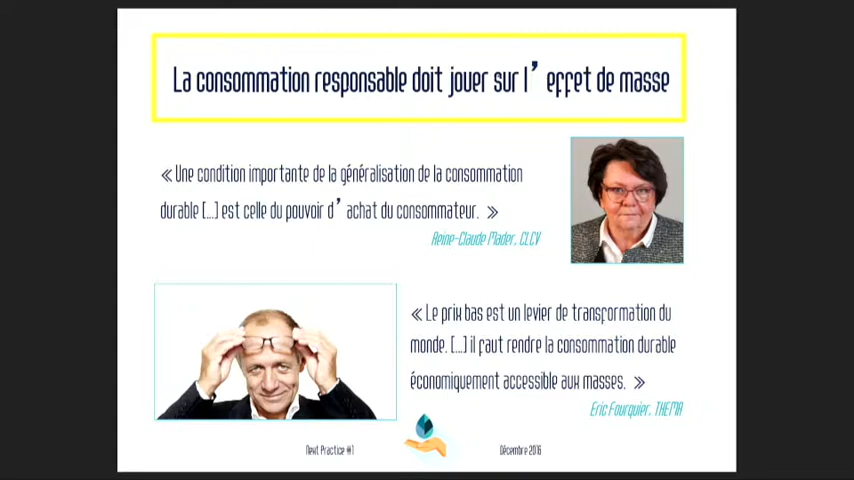 La consommation responsable doit jouer sur l’effet de masse
« Une condition importante de la généralisation de la consommation
durable [...] est celle du pouvoir d’achat du consommateur. »
Reine-Claude Mader, CLCV
« Le prix bas est un levier de transformation du
monde. [...] il faut rendre la consommation durable
économiquement accessible aux masses. »
Eric Fourquier, THEMA
Next Practice #1
Décembre 2016